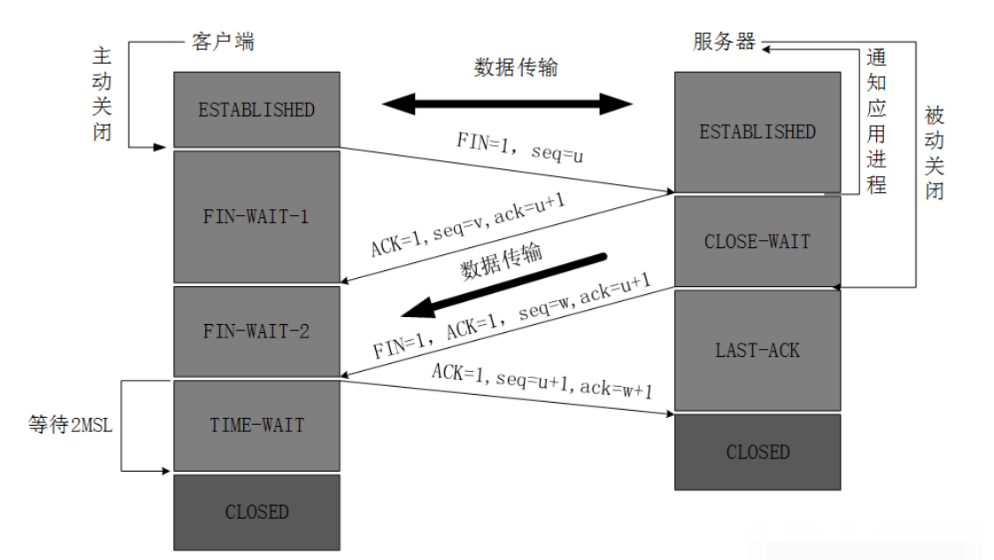 客户端
服务器
主动关闭
数据传输
通知应用进程
被动关闭
ESTABLISHED
ESTABLISHED
FIN=1, seq=u
FIN-WAIT-1
ACK=1,seq=v,ack=u+1
CLOSE-WAIT
数据传输
FIN-WAIT-2
FIN=1, ACK=1, seq=w,ack=u+1
LAST-ACK
ACK=1,seq=u+1,ack=w+1
等待2MSL
TIME-WAIT
CLOSED
CLOSED